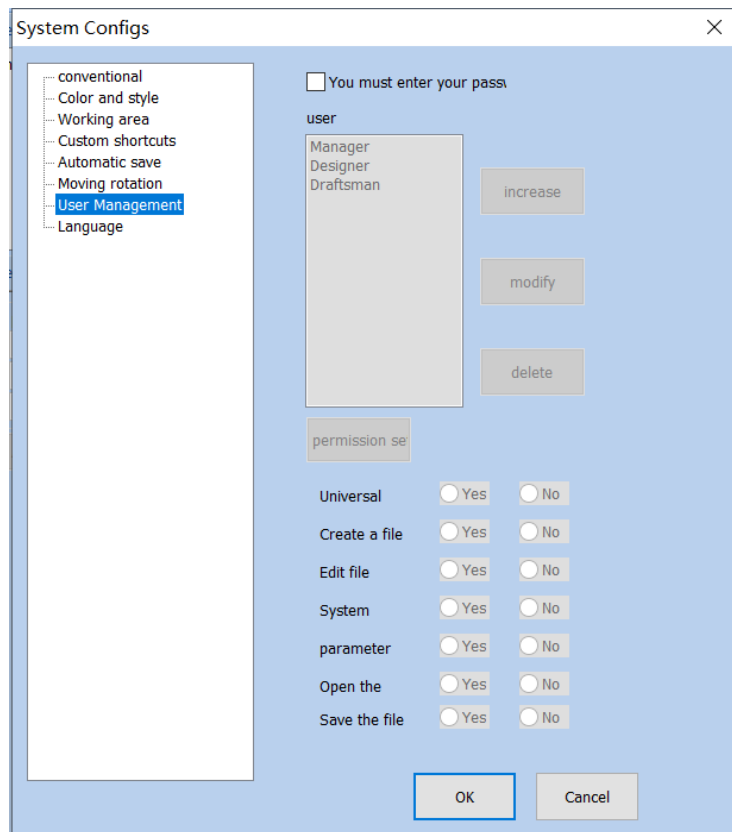 System Configs
conventional
Color and style
Working area
Custom shortcuts
Automatic save
Moving rotation
User Management
Language
You must enter your passw
user
Manager
Designer
Draftsman
increase
modify
delete
permission se
Universal Yes No
Create a file Yes No
Edit file Yes No
System Yes No
parameter Yes No
Open the Yes No
Save the file Yes No
OK Cancel